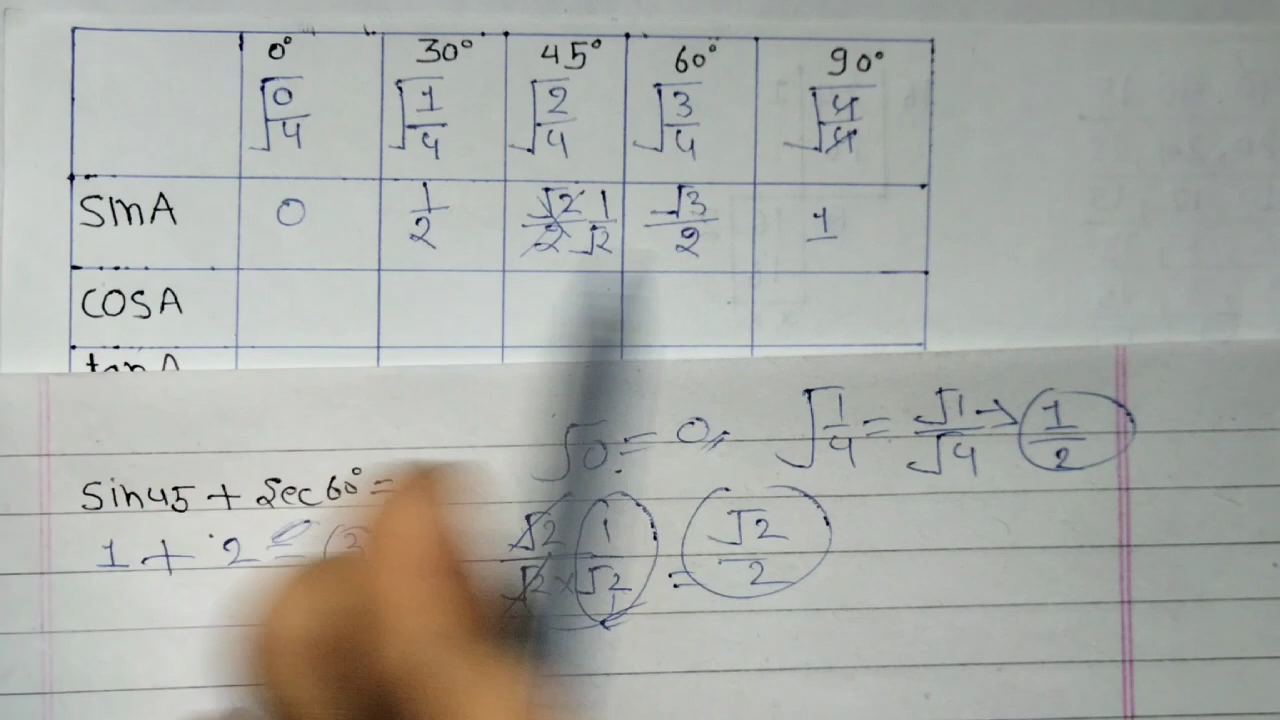 0° 30° 45° 60° 90°
√0/4 √1/4 √2/4 √3/4 √4/4
SinA 0 1/2 √2/2 1/√2 √3/2 1
COSA
tan A
√0 = 0,, √1/4 = √1/√4 → 1/2
Sin45 + Sec60° =
1 + 2 =
√2/√2 × 1/√2 = √2/2